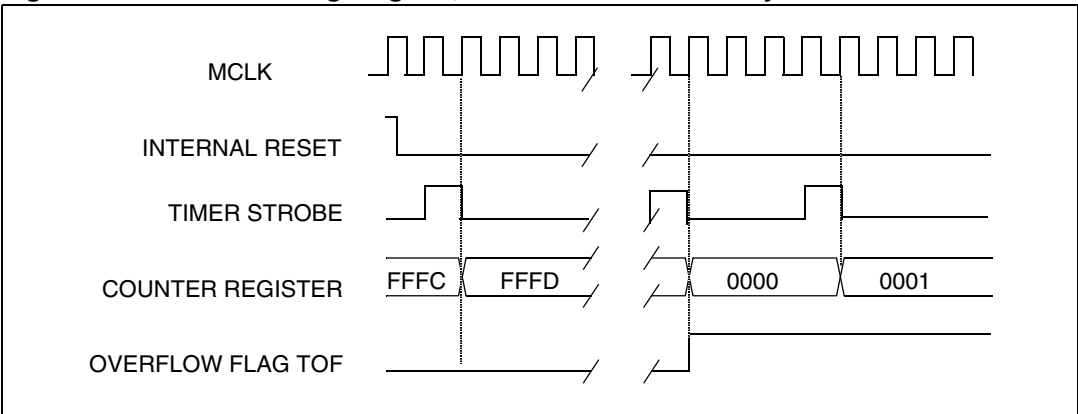 MCLK
INTERNAL RESET
TIMER STROBE
COUNTER REGISTER FFFC FFFD 0000 0001
OVERFLOW FLAG TOF